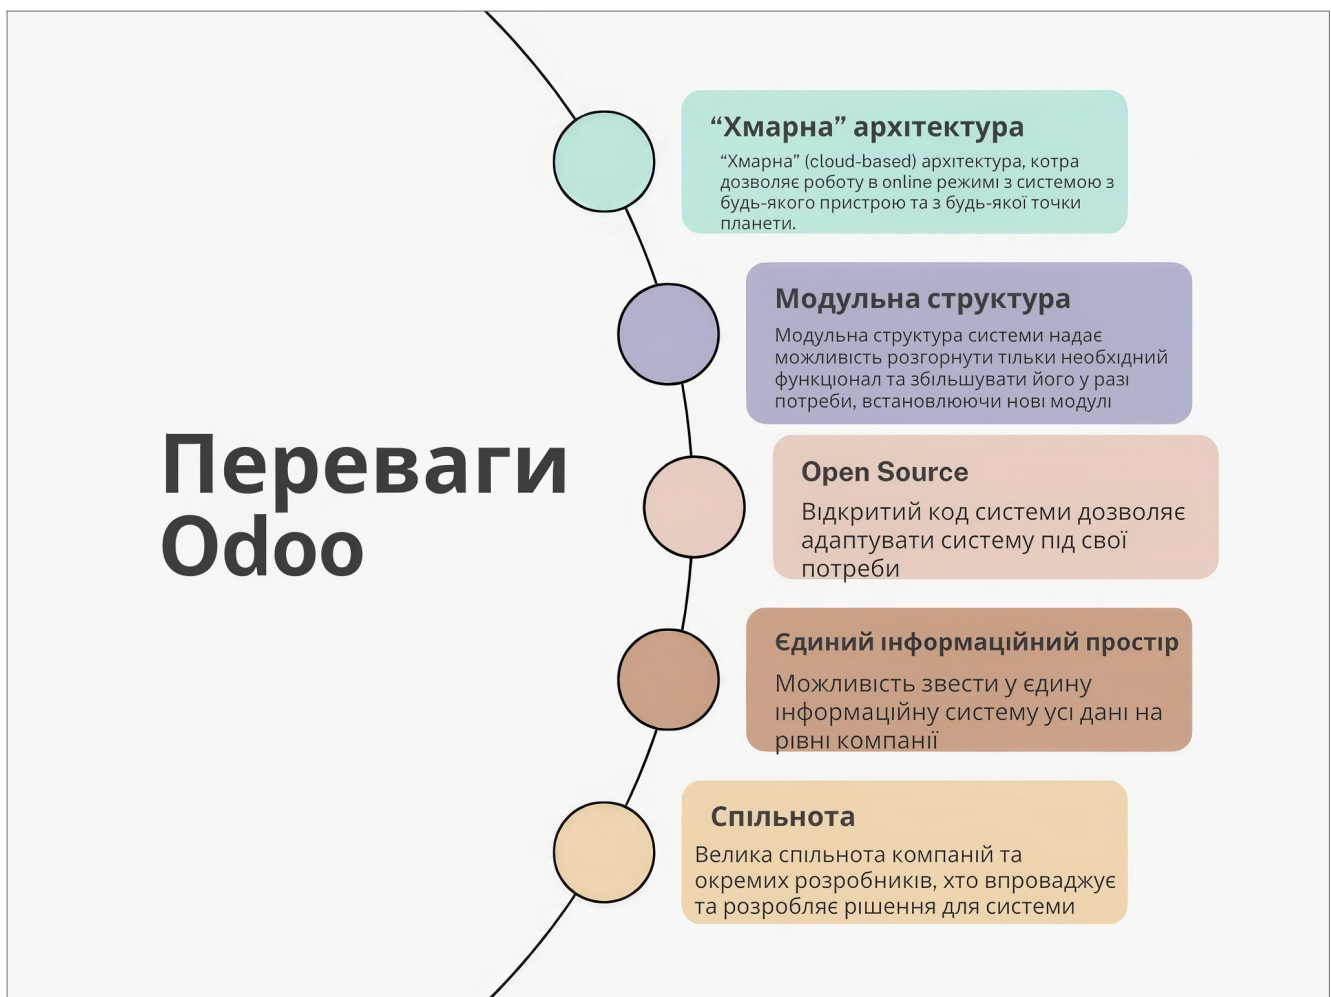 Переваги
Odoo
“Хмарна” архітектура
“Хмарна” (cloud-based) архітектура, котра
дозволяє роботу в online режимі з системою з
будь-якого пристрою та з будь-якої точки
планети.
Модульна структура
Модульна структура системи надає
можливість розгорнути тільки необхідний
функціонал та збільшувати його у разі
потреби, встановлюючи нові модулі
Open Source
Відкритий код системи дозволяє
адаптувати систему під свої
потреби
Єдиний інформаційний простір
Можливість звести у єдину
інформаційну систему усі дані на
рівні компанії
Спільнота
Велика спільнота компаній та
окремих розробників, хто впроваджує
та розробляє рішення для системи